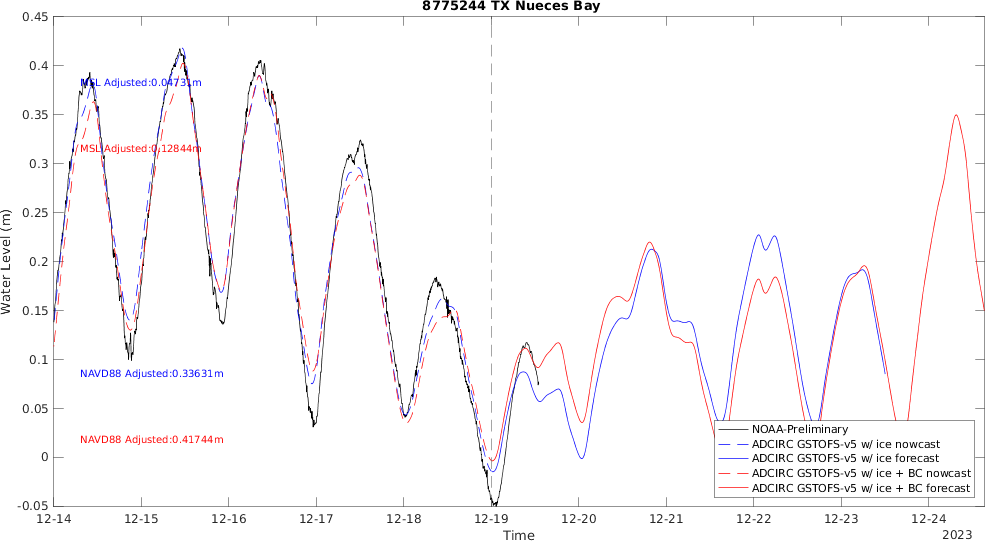 8775244 TX Nueces Bay
0.45
0.4
0.35
0.3
0.25
0.2
0.15
0.1
0.05
0
-0.05
Water Level (m)
MSL Adjusted:0.04731m
MSL Adjusted:0.12844m
NAVD88 Adjusted:0.33631m
NAVD88 Adjusted:0.41744m
NOAA-Preliminary
ADCIRC GSTOFS-v5 w/ ice nowcast
ADCIRC GSTOFS-v5 w/ ice forecast
ADCIRC GSTOFS-v5 w/ ice + BC nowcast
ADCIRC GSTOFS-v5 w/ ice + BC forecast
12-14 12-15 12-16 12-17 12-18 12-19 12-20 12-21 12-22 12-23 12-24
Time
2023